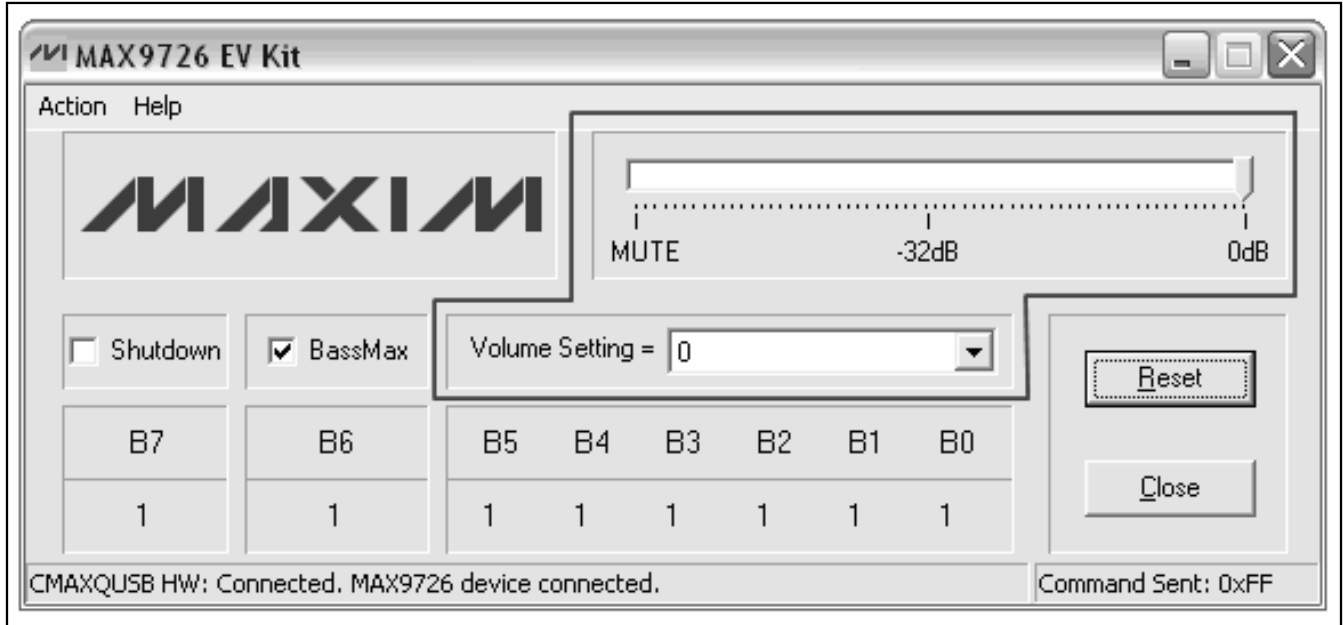 MAX9726 EV Kit
Action Help
MAXIM
MUTE -32dB 0dB
Shutdown BassMax Volume Setting = 0
Reset
B7 B6 B5 B4 B3 B2 B1 B0
Close
1 1 1 1 1 1 1 1
CMAXQUSB HW: Connected. MAX9726 device connected. Command Sent: 0xFF